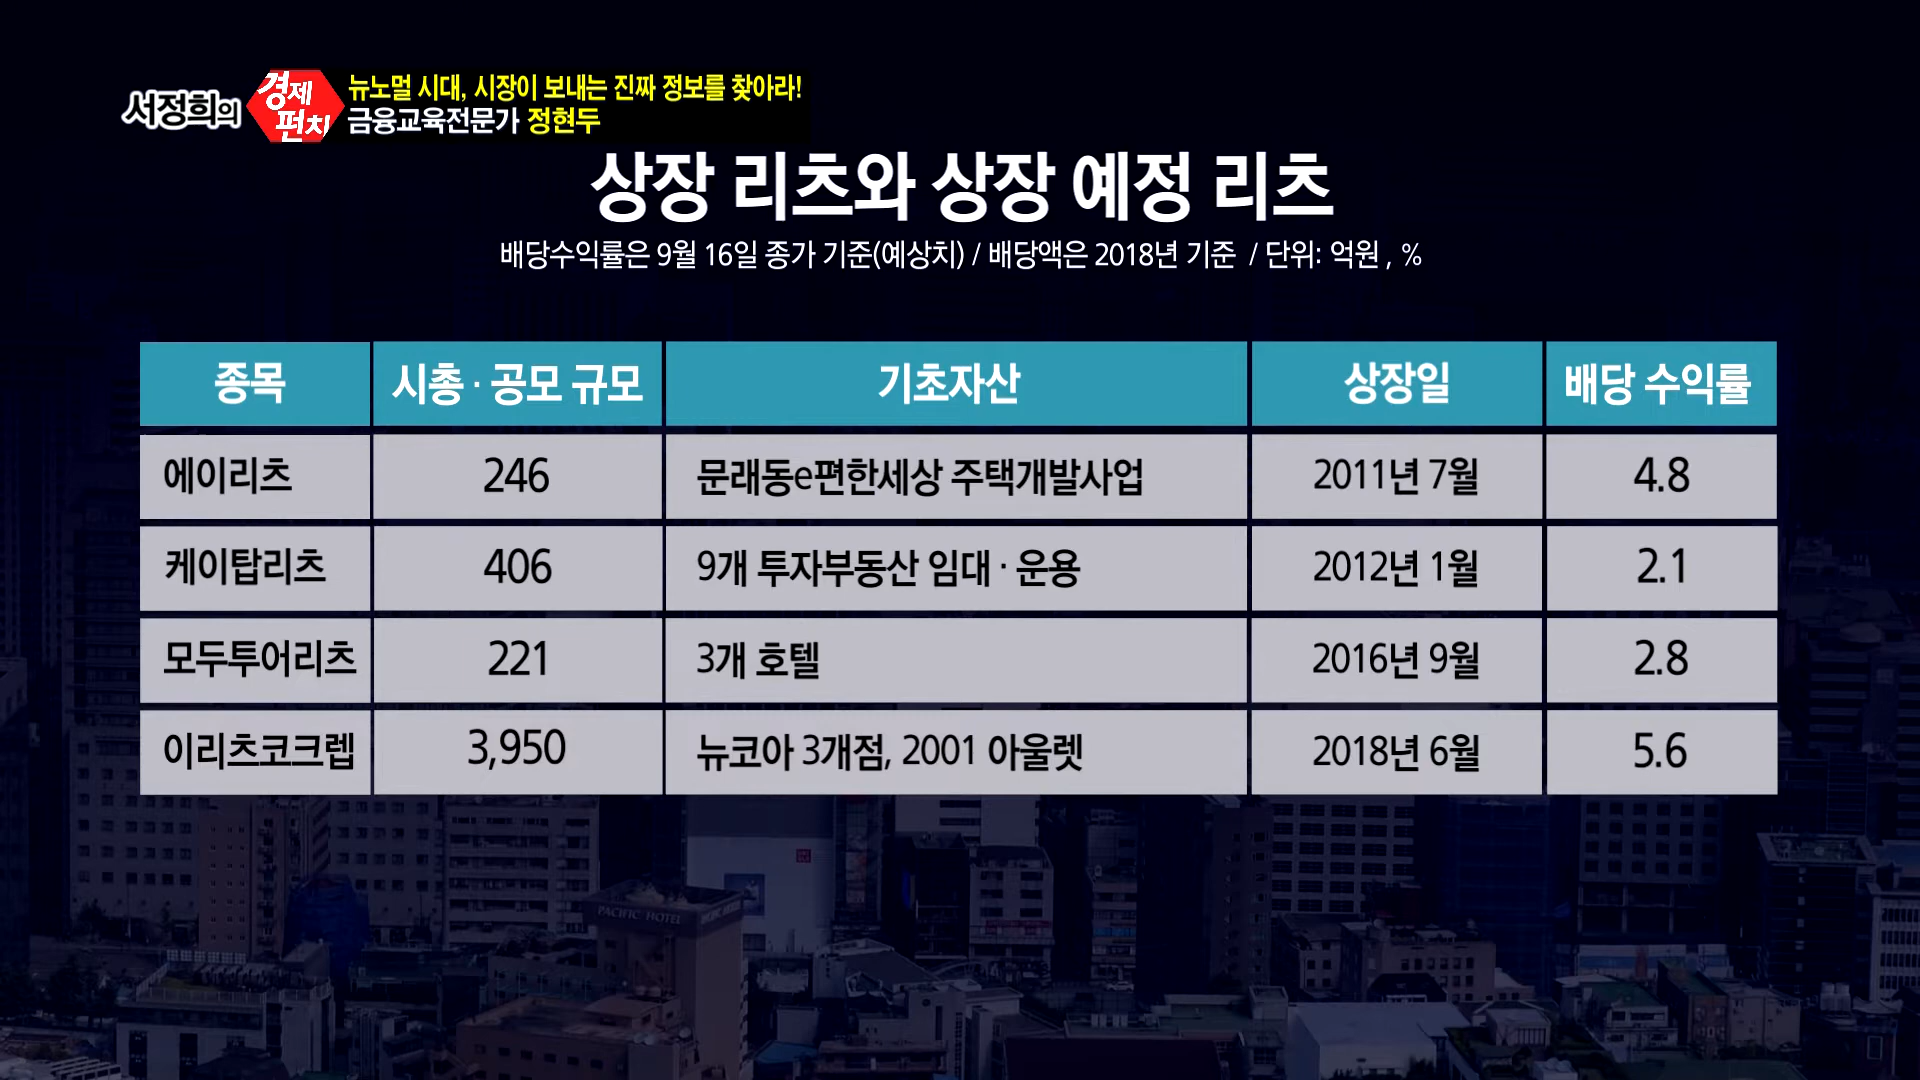 서정희의 경제펀치
뉴노멀 시대, 시장이 보내는 진짜 정보를 찾아라!
금융교육전문가 정현두
상장 리츠와 상장 예정 리츠
배당수익률은 9월 16일 종가 기준(예상치) / 배당액은 2018년 기준 / 단위: 억원 , %
종목 시총·공모 규모 기초자산 상장일 배당 수익률
에이리츠 246 문래동e편한세상 주택개발사업 2011년 7월 4.8
케이탑리츠 406 9개 투자부동산 임대·운용 2012년 1월 2.1
모두투어리츠 221 3개 호텔 2016년 9월 2.8
이리츠코크렙 3,950 뉴코아 3개점, 2001 아울렛 2018년 6월 5.6
PACIFIC HOTEL